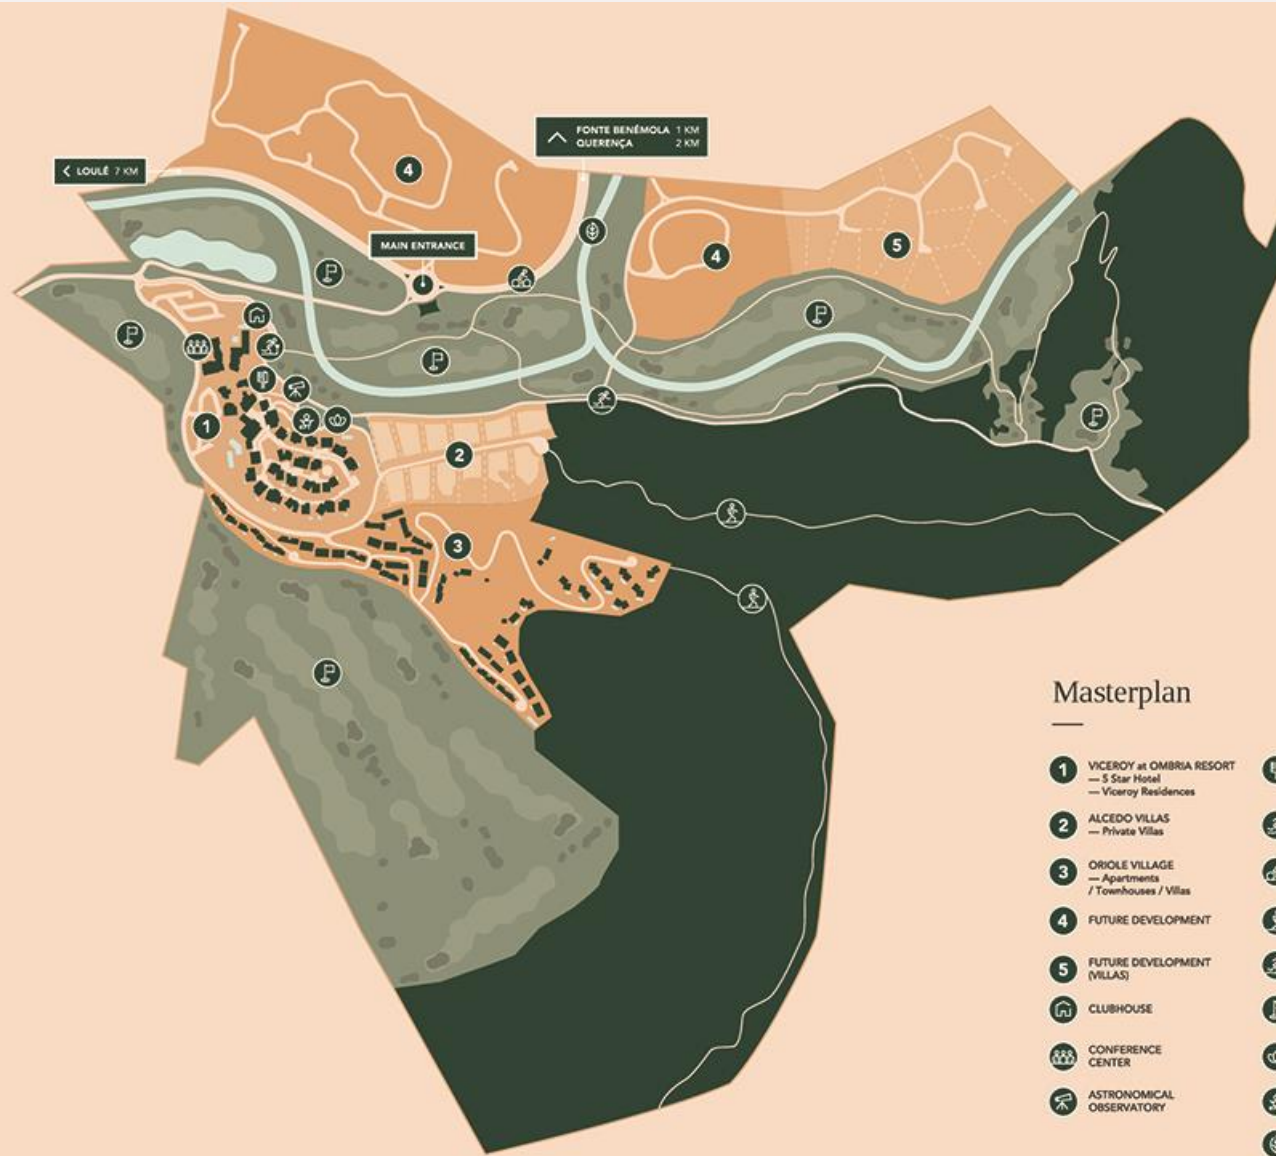 FONTE BENÉMOLA 1 KM
QUERENÇA 2 KM
LOULÉ 7 KM
4
MAIN ENTRANCE
4
5
1
2
3
Masterplan
1 VICEROY at OMBRIA RESORT
— 5 Star Hotel
— Viceroy Residences
2 ALCEDO VILLAS
— Private Villas
3 ORIOLE VILLAGE
— Apartments
/ Townhouses / Villas
4 FUTURE DEVELOPMENT
5 FUTURE DEVELOPMENT
(VILLAS)
CLUBHOUSE
CONFERENCE
CENTER
ASTRONOMICAL
OBSERVATORY